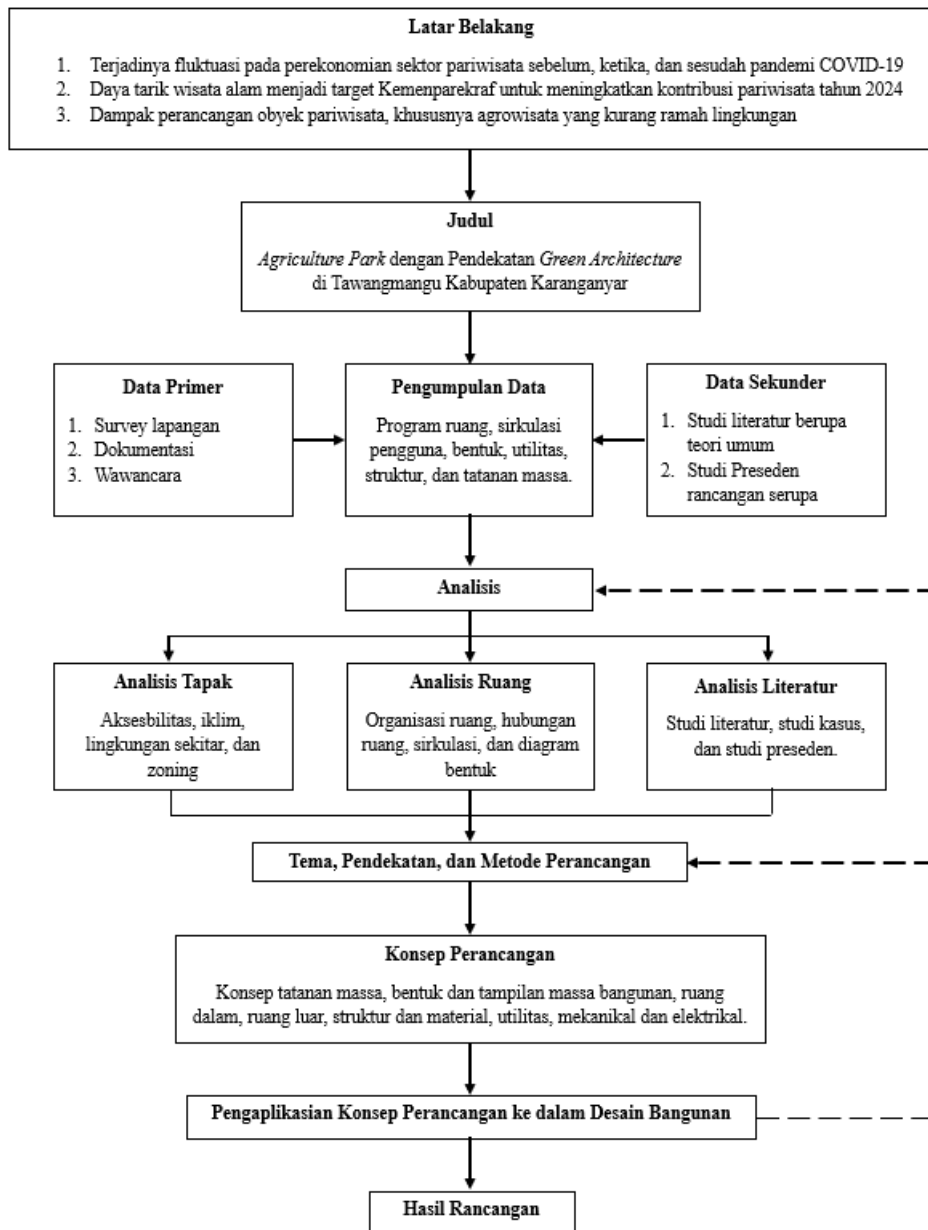 Latar Belakang
1. Terjadinya fluktuasi pada perekonomian sektor pariwisata sebelum, ketika, dan sesudah pandemi COVID-19
2. Daya tarik wisata alam menjadi target Kemenparekraf untuk meningkatkan kontribusi pariwisata tahun 2024
3. Dampak perancangan obyek pariwisata, khususnya agrowisata yang kurang ramah lingkungan
Judul
Agriculture Park dengan Pendekatan Green Architecture
di Tawangmangu Kabupaten Karanganyar
Data Primer
1. Survey lapangan
2. Dokumentasi
3. Wawancara
Pengumpulan Data
Program ruang, sirkulasi
pengguna, bentuk, utilitas,
struktur, dan tatanan massa.
Data Sekunder
1. Studi literatur berupa
teori umum
2. Studi Preseden
rancangan serupa
Analisis
Analisis Tapak
Aksesbilitas, iklim,
lingkungan sekitar, dan
zoning
Analisis Ruang
Organisasi ruang, hubungan
ruang, sirkulasi, dan diagram
bentuk
Analisis Literatur
Studi literatur, studi kasus,
dan studi preseden.
Tema, Pendekatan, dan Metode Perancangan
Konsep Perancangan
Konsep tatanan massa, bentuk dan tampilan massa bangunan, ruang
dalam, ruang luar, struktur dan material, utilitas, mekanikal dan elektrikal.
Pengaplikasian Konsep Perancangan ke dalam Desain Bangunan
Hasil Rancangan